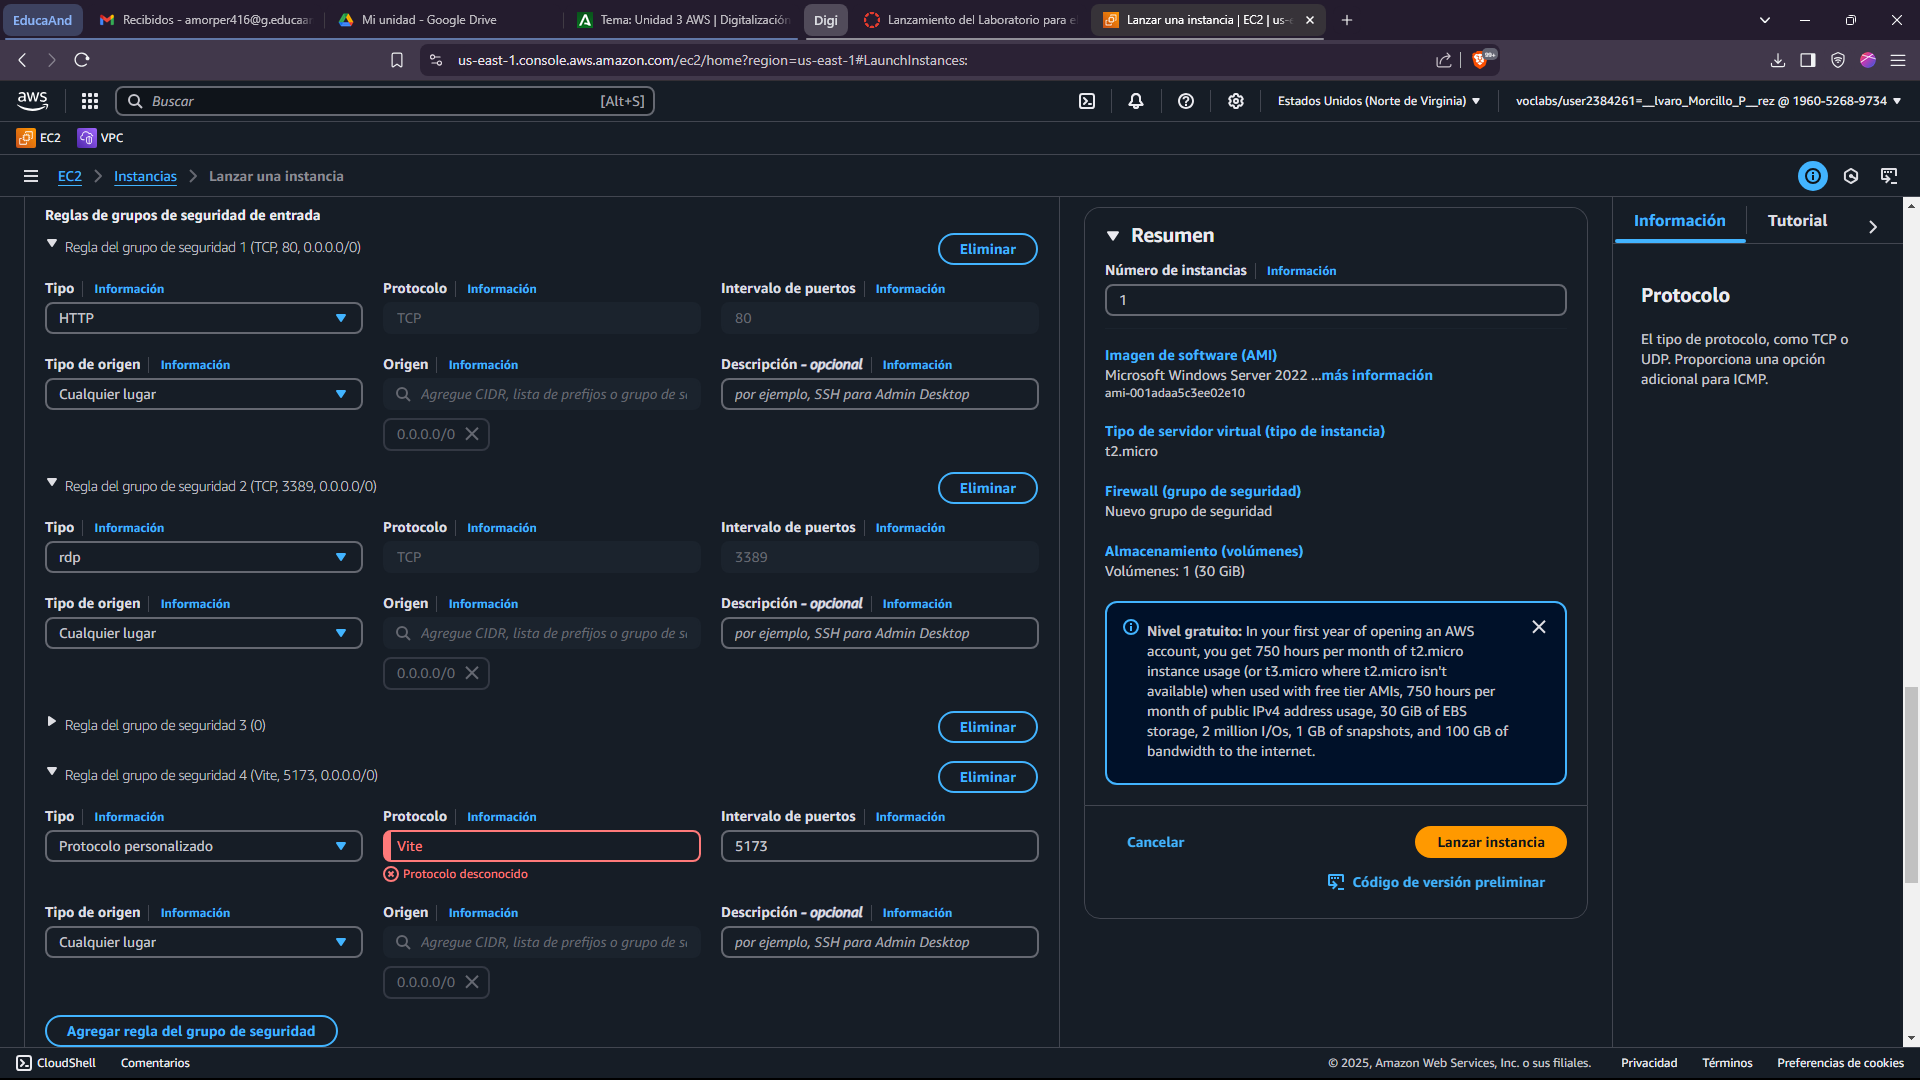 EducaAnd
Recibidos - amorper416@g.educaan
Mi unidad - Google Drive
Tema: Unidad 3 AWS | Digitalización
Digi
Lanzamiento del Laboratorio para e
Lanzar una instancia | EC2 | us-e
us-east-1.console.aws.amazon.com/ec2/home?region=us-east-1#LaunchInstances:
99+
aws
Buscar
[Alt+S]
Estados Unidos (Norte de Virginia)
voclabs/user2384261=__lvaro_Morcillo_P__rez @ 1960-5268-9734
EC2
VPC
EC2
Instancias
Lanzar una instancia
Reglas de grupos de seguridad de entrada
Regla del grupo de seguridad 1 (TCP, 80, 0.0.0.0/0)
Eliminar
Tipo
Información
Protocolo
Información
Intervalo de puertos
Información
HTTP
TCP
80
Tipo de origen
Información
Origen
Información
Descripción - opcional
Información
Cualquier lugar
Agregue CIDR, lista de prefijos o grupo de se
por ejemplo, SSH para Admin Desktop
0.0.0.0/0
Regla del grupo de seguridad 2 (TCP, 3389, 0.0.0.0/0)
Eliminar
Tipo
Información
Protocolo
Información
Intervalo de puertos
Información
rdp
TCP
3389
Tipo de origen
Información
Origen
Información
Descripción - opcional
Información
Cualquier lugar
Agregue CIDR, lista de prefijos o grupo de se
por ejemplo, SSH para Admin Desktop
0.0.0.0/0
Regla del grupo de seguridad 3 (0)
Eliminar
Regla del grupo de seguridad 4 (Vite, 5173, 0.0.0.0/0)
Eliminar
Tipo
Información
Protocolo
Información
Intervalo de puertos
Información
Protocolo personalizado
Vite
5173
Protocolo desconocido
Tipo de origen
Información
Origen
Información
Descripción - opcional
Información
Cualquier lugar
Agregue CIDR, lista de prefijos o grupo de se
por ejemplo, SSH para Admin Desktop
0.0.0.0/0
Agregar regla del grupo de seguridad
Resumen
Número de instancias
Información
1
Imagen de software (AMI)
Microsoft Windows Server 2022 ...más información
ami-001adaa5c3ee02e10
Tipo de servidor virtual (tipo de instancia)
t2.micro
Firewall (grupo de seguridad)
Nuevo grupo de seguridad
Almacenamiento (volúmenes)
Volúmenes: 1 (30 GiB)
Nivel gratuito: In your first year of opening an AWS
account, you get 750 hours per month of t2.micro
instance usage (or t3.micro where t2.micro isn't
available) when used with free tier AMIs, 750 hours per
month of public IPv4 address usage, 30 GiB of EBS
storage, 2 million I/Os, 1 GB of snapshots, and 100 GB of
bandwidth to the internet.
Cancelar
Lanzar instancia
Código de versión preliminar
Información
Tutorial
Protocolo
El tipo de protocolo, como TCP o
UDP. Proporciona una opción
adicional para ICMP.
CloudShell
Comentarios
© 2025, Amazon Web Services, Inc. o sus filiales.
Privacidad
Términos
Preferencias de cookies